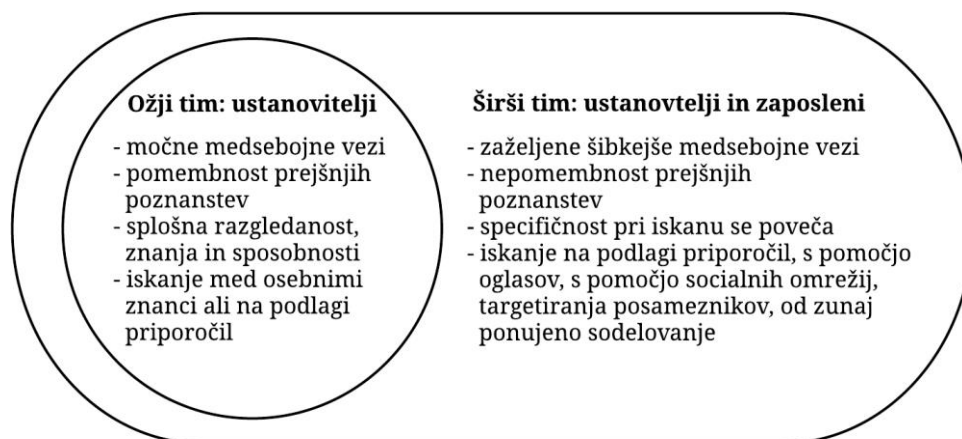 Ožji tim: ustanovitelji
- močne medsebojne vezi
- pomembnost prejšnjih
poznanstev
- splošna razgledanost,
znanja in sposobnosti
- iskanje med osebnimi
znanci ali na podlagi
priporočil
Širši tim: ustanovtelji in zaposleni
- zaželjene šibkejše medsebojne vezi
- nepomembnost prejšnjih
poznanstev
- specifičnost pri iskanu se poveča
- iskanje na podlagi priporočil, s pomočjo
oglasov, s pomočjo socialnih omrežij,
targetiranja posameznikov, od zunaj
ponujeno sodelovanje